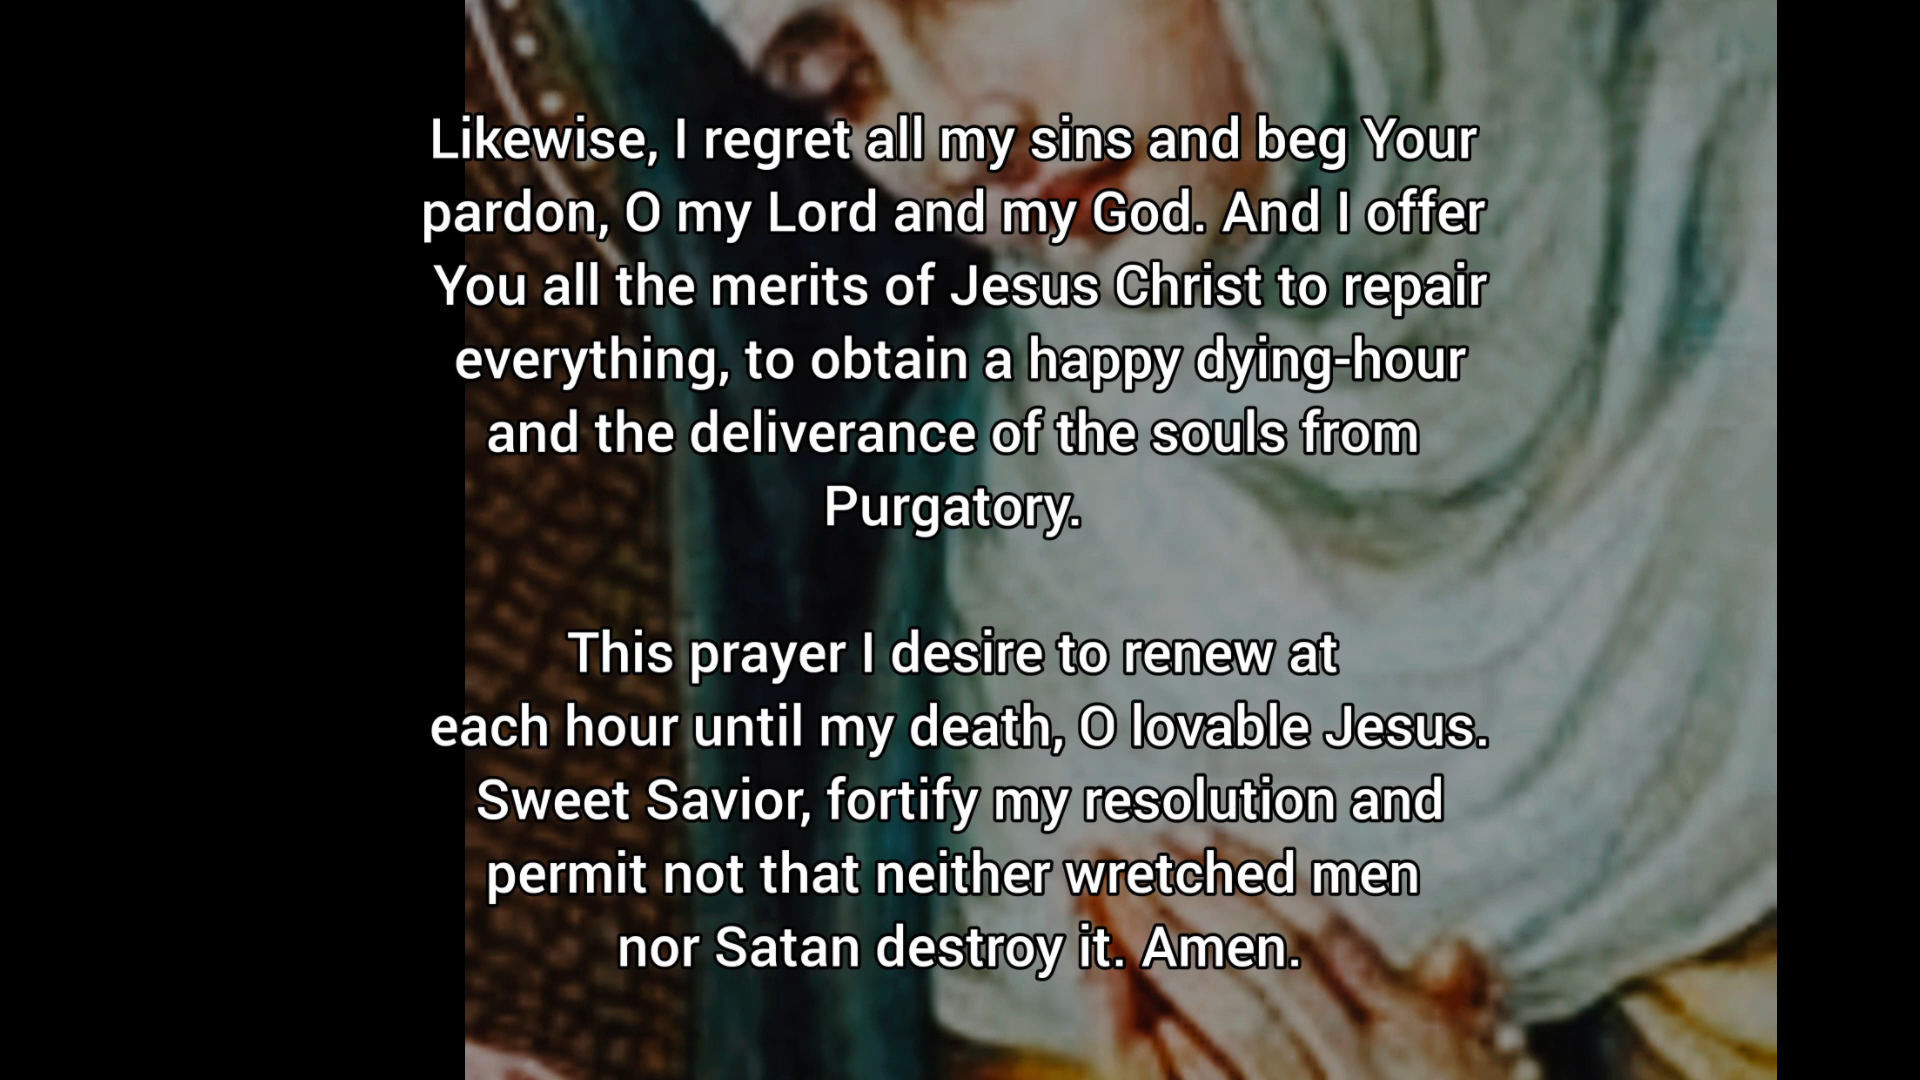 Likewise, I regret all my sins and beg Your
pardon, O my Lord and my God. And I offer
You all the merits of Jesus Christ to repair
everything, to obtain a happy dying-hour
and the deliverance of the souls from
Purgatory.
This prayer I desire to renew at
each hour until my death, O lovable Jesus.
Sweet Savior, fortify my resolution and
permit not that neither wretched men
nor Satan destroy it. Amen.